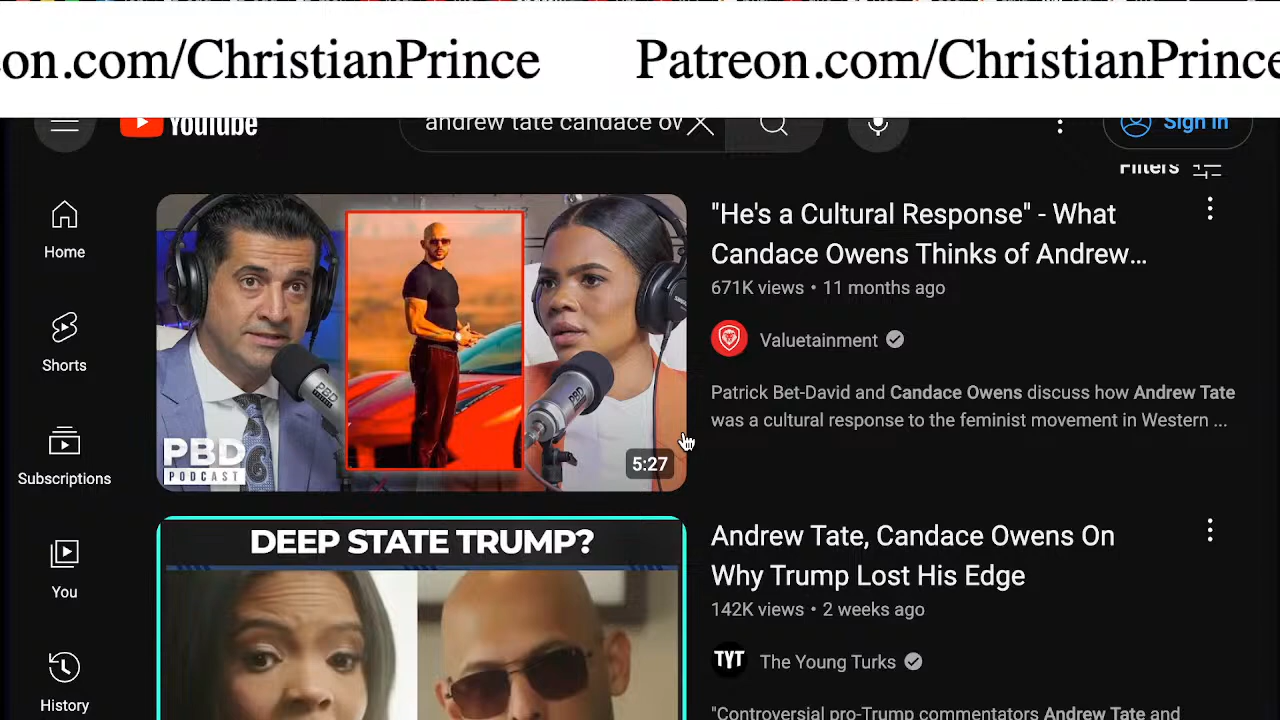 on.com/ChristianPrince Patreon.com/ChristianPrince
YouTube
andrew tate candace ov
Sign in
Filters
Home
Shorts
Subscriptions
You
History
PBD
PODCAST
PBD
5:27
"He's a Cultural Response" - What
Candace Owens Thinks of Andrew...
671K views • 11 months ago
Valuetainment
Patrick Bet-David and Candace Owens discuss how Andrew Tate
was a cultural response to the feminist movement in Western ...
DEEP STATE TRUMP?
Andrew Tate, Candace Owens On
Why Trump Lost His Edge
142K views • 2 weeks ago
TYT
The Young Turks
"Controversial pro-Trump commentators Andrew Tate and